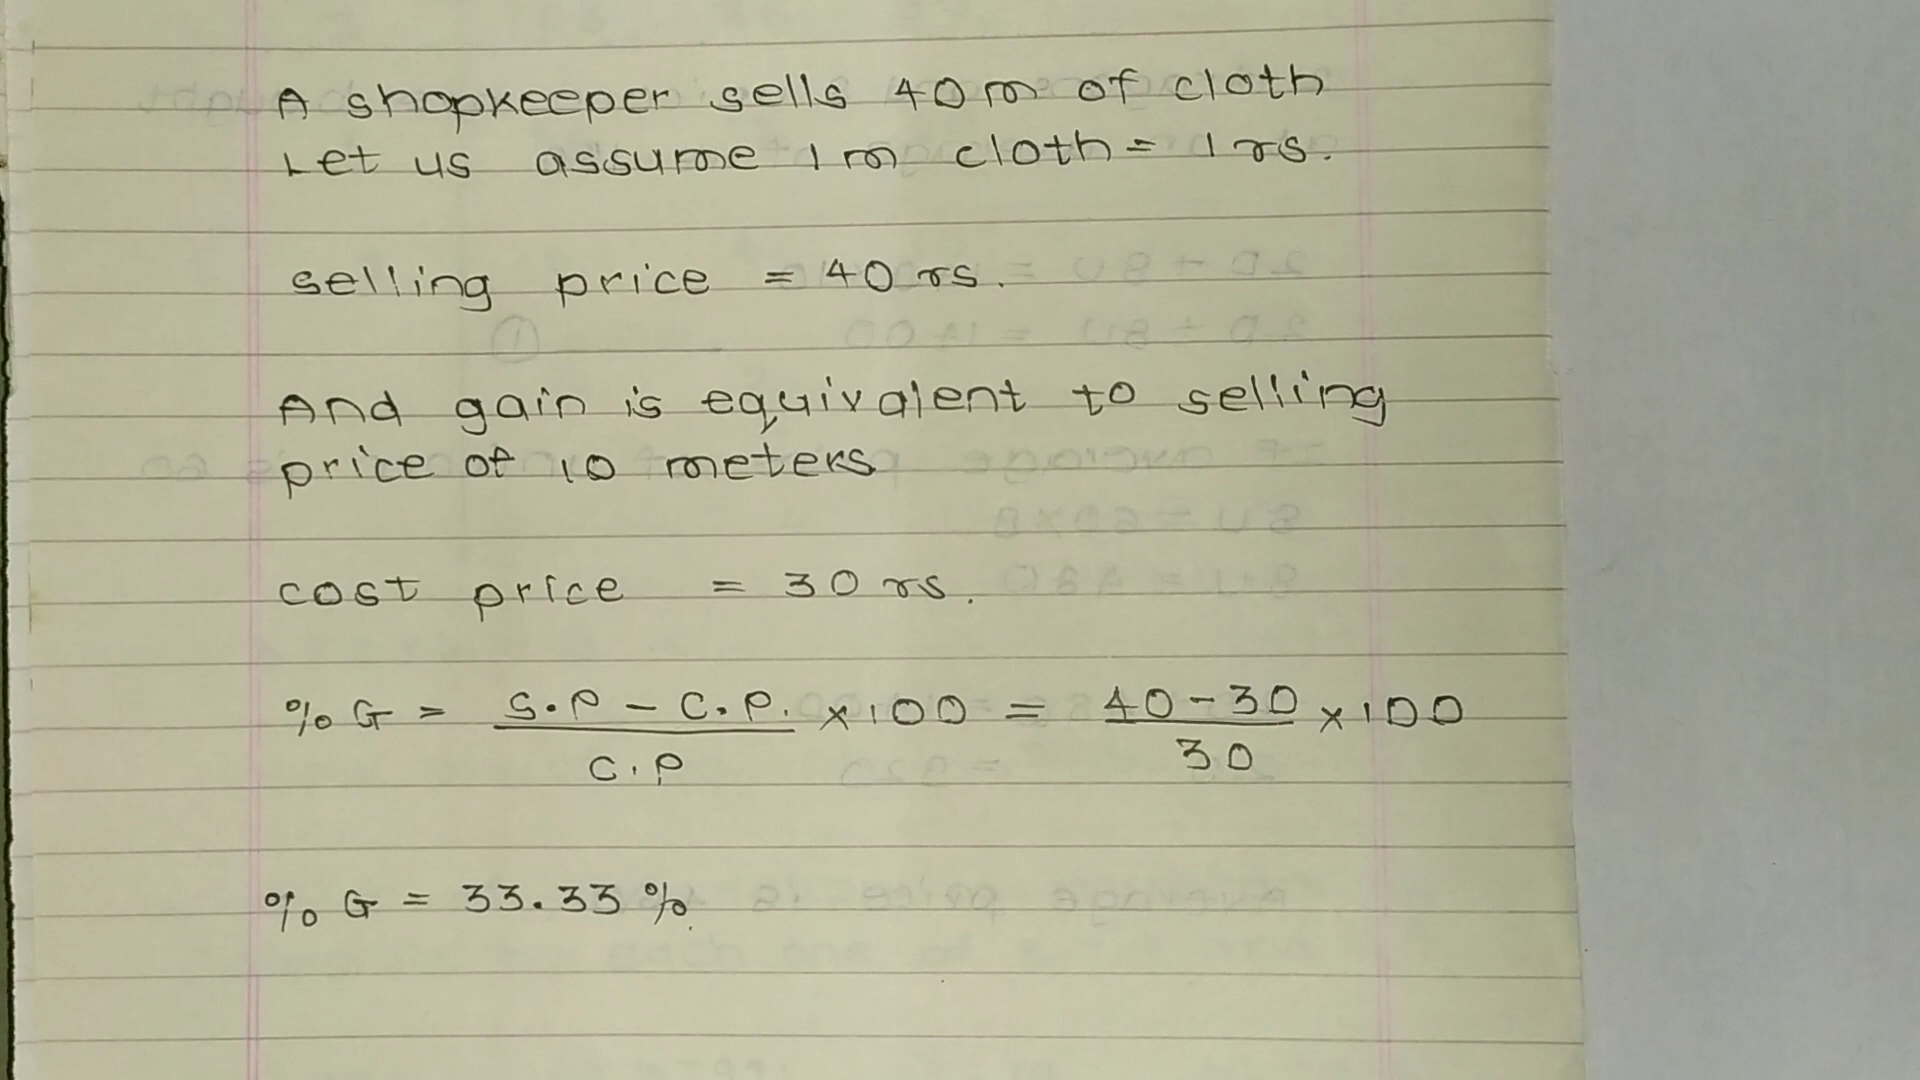 A shopkeeper sells 40 m of cloth
Let us assume 1 m cloth = 1 rs.
selling price = 40 rs.
And gain is equivalent to selling
price of 10 meters
cost price = 30 rs.
% G = S.P - C.P. / C.P × 100 = 40 - 30 / 30 × 100
% G = 33.33 %.